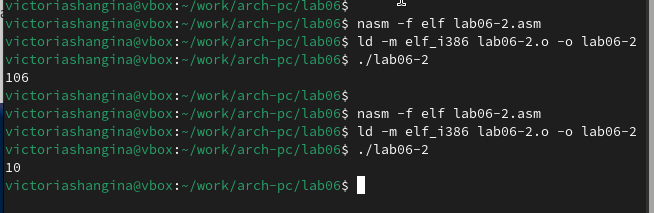 victoriashangina@vbox:~/work/arch-pc/lab06$
victoriashangina@vbox:~/work/arch-pc/lab06$ nasm -f elf lab06-2.asm
victoriashangina@vbox:~/work/arch-pc/lab06$ ld -m elf_i386 lab06-2.o -o lab06-2
victoriashangina@vbox:~/work/arch-pc/lab06$ ./lab06-2
106
victoriashangina@vbox:~/work/arch-pc/lab06$
victoriashangina@vbox:~/work/arch-pc/lab06$ nasm -f elf lab06-2.asm
victoriashangina@vbox:~/work/arch-pc/lab06$ ld -m elf_i386 lab06-2.o -o lab06-2
victoriashangina@vbox:~/work/arch-pc/lab06$ ./lab06-2
10
victoriashangina@vbox:~/work/arch-pc/lab06$